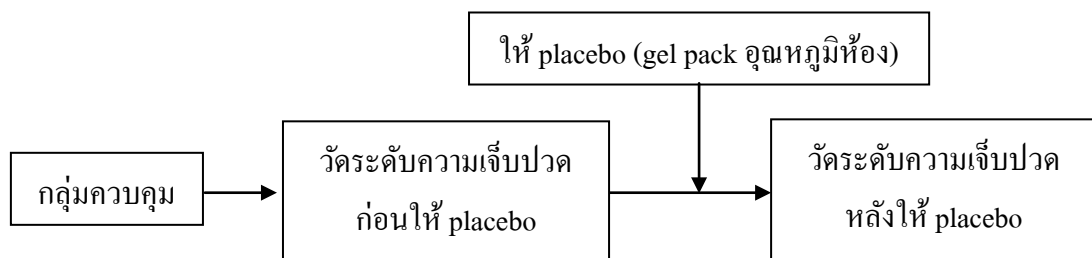 ให้ placebo (gel pack อุณหภูมิห้อง)
กลุ่มควบคุม
วัดระดับความเจ็บปวด
ก่อนให้ placebo
วัดระดับความเจ็บปวด
หลังให้ placebo